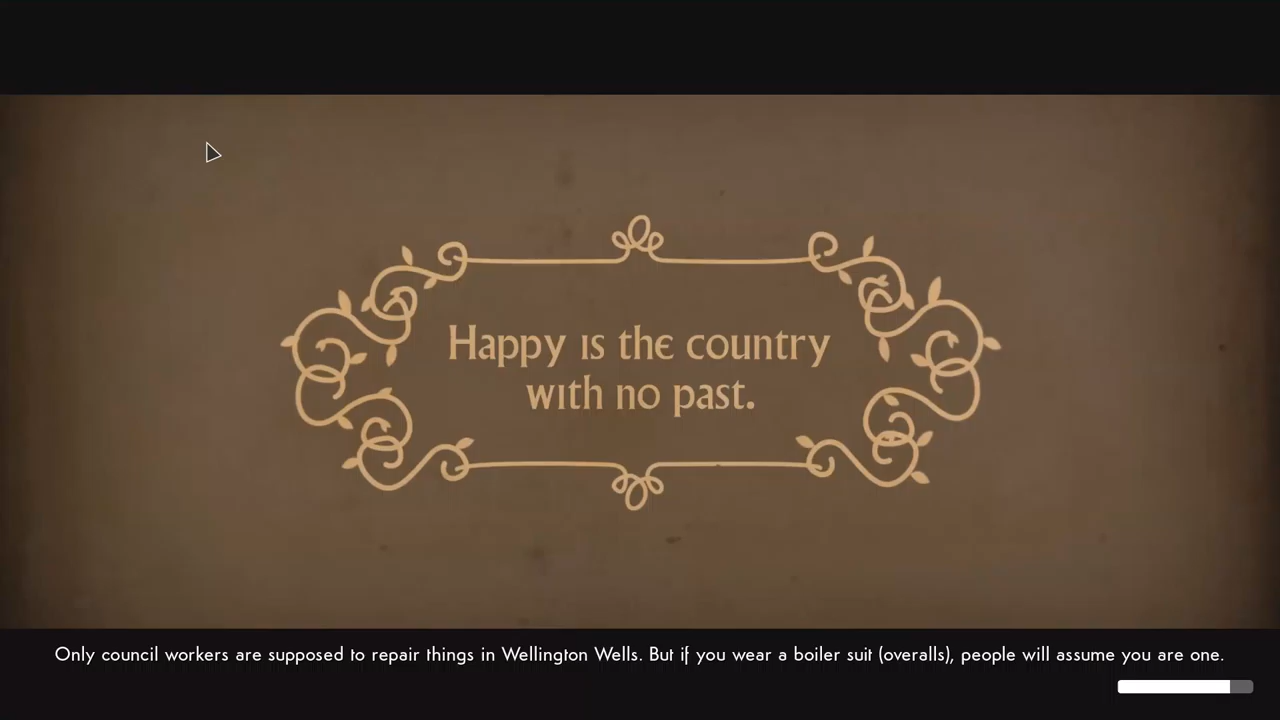 Happy is the country
with no past.
Only council workers are supposed to repair things in Wellington Wells. But if you wear a boiler suit (overalls), people will assume you are one.